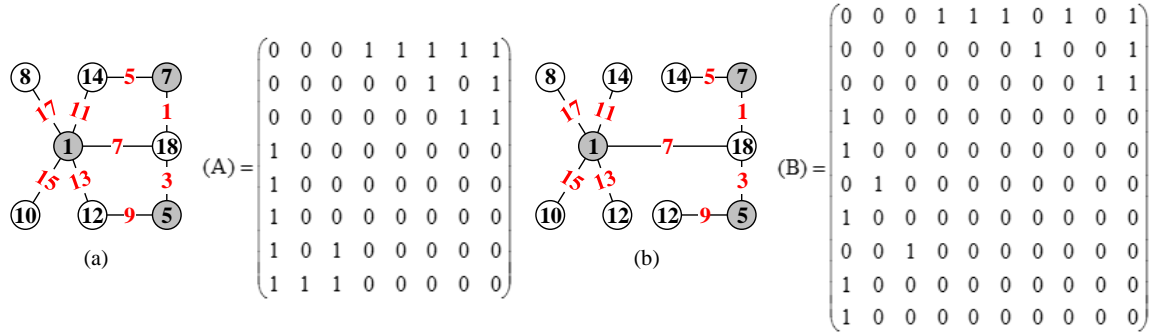 8 14 5 7
17 11 1
1 7 18
15 13 3
10 12 9 5
(a)
(A) =
0 0 0 1 1 1 1 1
0 0 0 0 0 1 0 1
0 0 0 0 0 0 1 1
1 0 0 0 0 0 0 0
1 0 0 0 0 0 0 0
1 0 0 0 0 0 0 0
1 0 1 0 0 0 0 0
1 1 1 0 0 0 0 0
8 14 14 5 7
17 11 1
1 7 18
15 13 3
10 12 12 9 5
(b)
(B) =
0 0 0 1 1 1 0 1 0 1
0 0 0 0 0 0 1 0 0 1
0 0 0 0 0 0 0 0 1 1
1 0 0 0 0 0 0 0 0 0
1 0 0 0 0 0 0 0 0 0
0 1 0 0 0 0 0 0 0 0
1 0 0 0 0 0 0 0 0 0
0 0 1 0 0 0 0 0 0 0
1 0 0 0 0 0 0 0 0 0
1 0 0 0 0 0 0 0 0 0